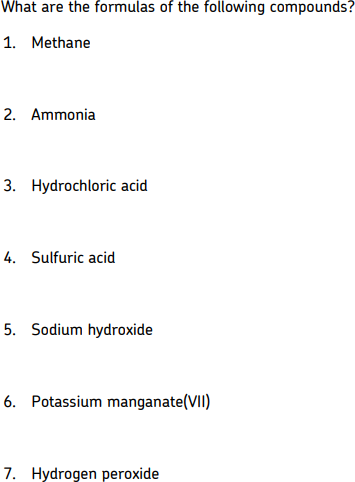 What are the formulas of the following compounds?
1. Methane
2. Ammonia
3. Hydrochloric acid
4. Sulfuric acid
5. Sodium hydroxide
6. Potassium manganate(VII)
7. Hydrogen peroxide